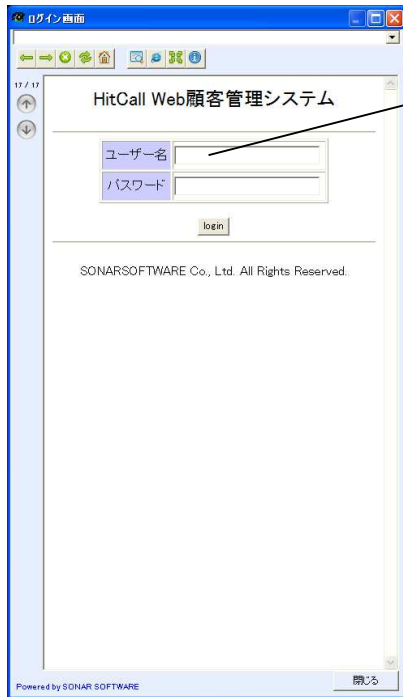 ログイン画面
17 / 17
HitCall Web顧客管理システム
ユーザー名
パスワード
login
SONARSOFTWARE Co., Ltd. All Rights Reserved.
Powered by SONAR SOFTWARE
閉じる